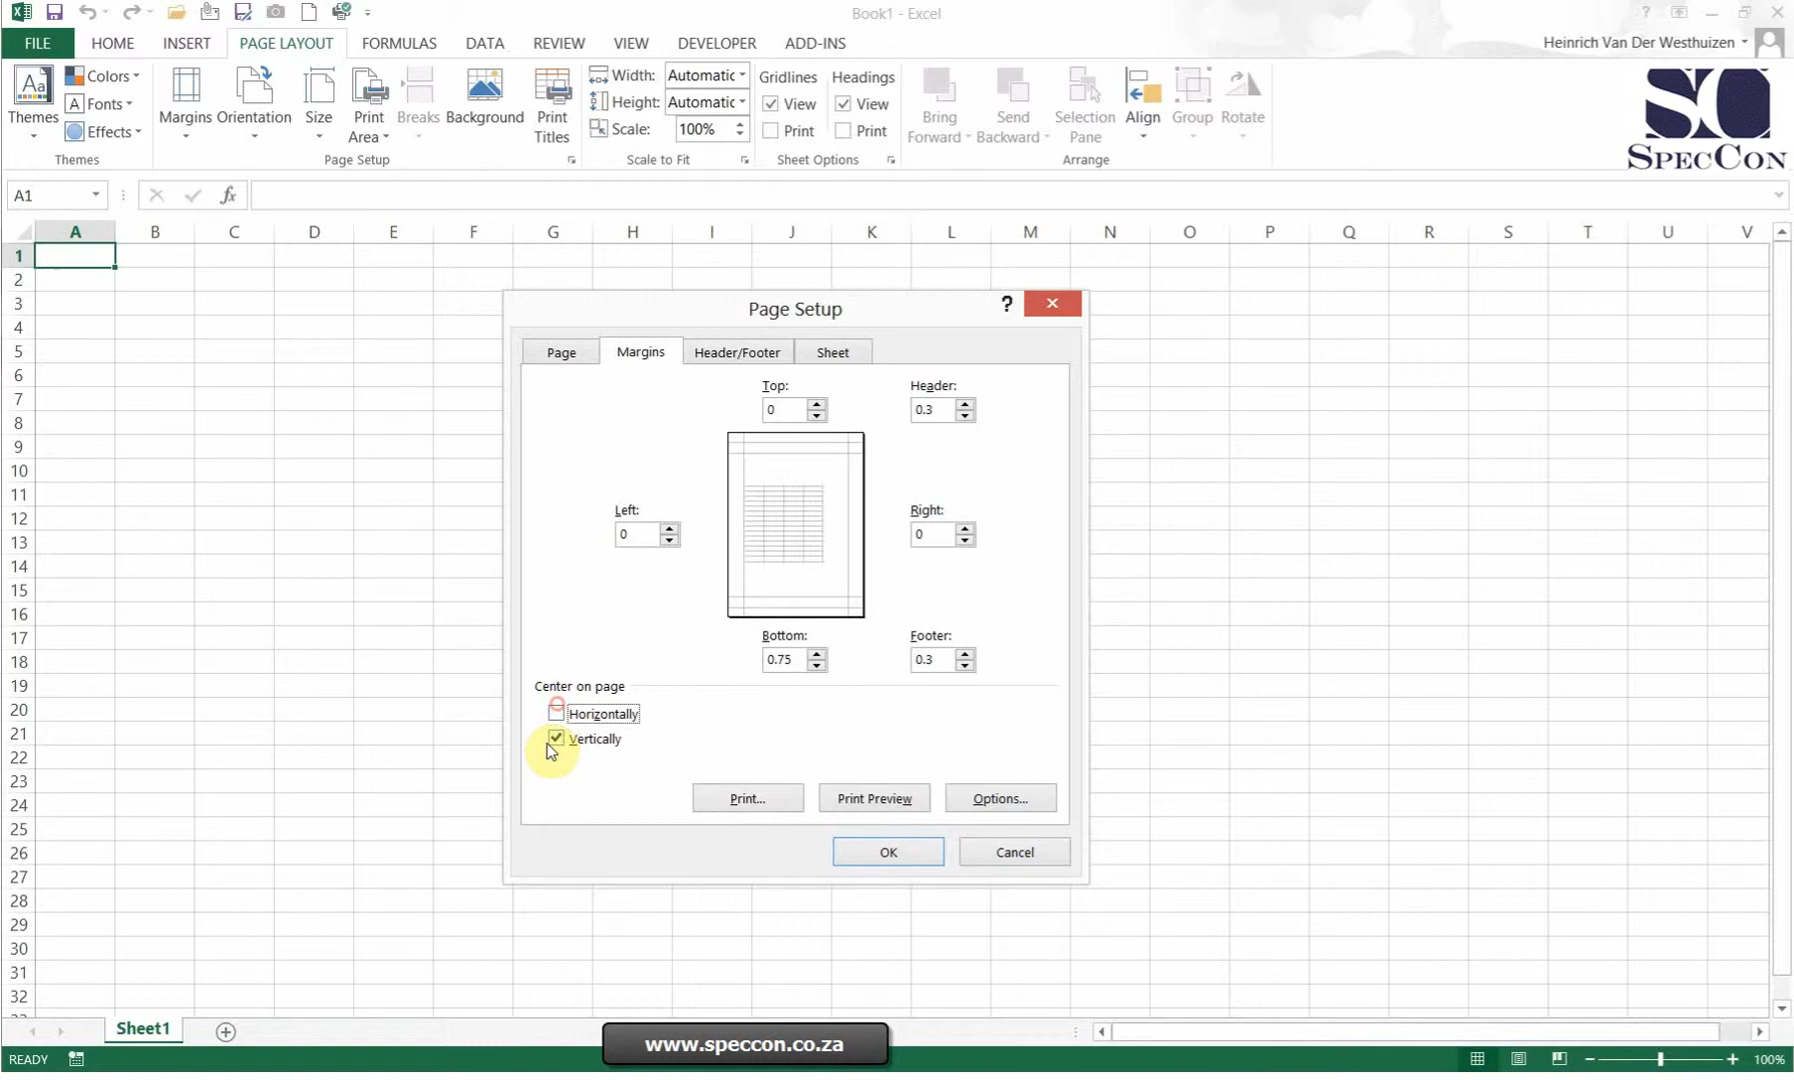 Book1 - Excel
?
FILE HOME INSERT PAGE LAYOUT FORMULAS DATA REVIEW VIEW DEVELOPER ADD-INS Heinrich Van Der Westhuizen
Aa Themes
Colors
A Fonts
Effects
Themes
Margins Orientation Size Print Area Breaks Background Print Titles
Page Setup
Width: Automatic
Height: Automatic
Scale: 100%
Scale to Fit
Gridlines Headings
View View
Print Print
Sheet Options
Bring Forward Send Backward Selection Pane Align Group Rotate
Arrange
SC
SPECCON
A1 fx
A B C D E F G H I J K L M N O P Q R S T U V
1
2
3
4
5
6
7
8
9
10
11
12
13
14
15
16
17
18
19
20
21
22
23
24
25
26
27
28
29
30
31
32
Page Setup ?
Page Margins Header/Footer Sheet
Top: Header:
0 0.3
Left: Right:
0 0
Bottom: Footer:
0.75 0.3
Center on page
Horizontally
Vertically
Print... Print Preview Options...
OK Cancel
Sheet1
www.speccon.co.za
READY 100%